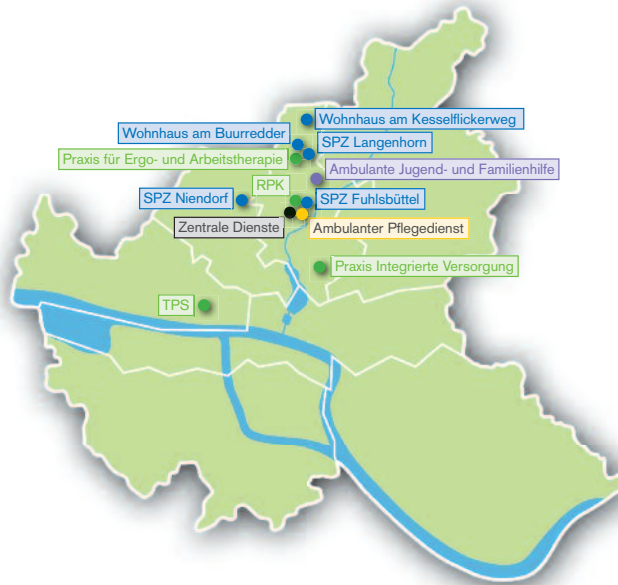 Wohnhaus am Kesselflickerweg
Wohnhaus am Buurredder
SPZ Langenhorn
Praxis für Ergo- und Arbeitstherapie
Ambulante Jugend- und Familienhilfe
RPK
SPZ Niendorf
SPZ Fuhlsbüttel
Zentrale Dienste
Ambulanter Pflegedienst
Praxis Integrierte Versorgung
TPS